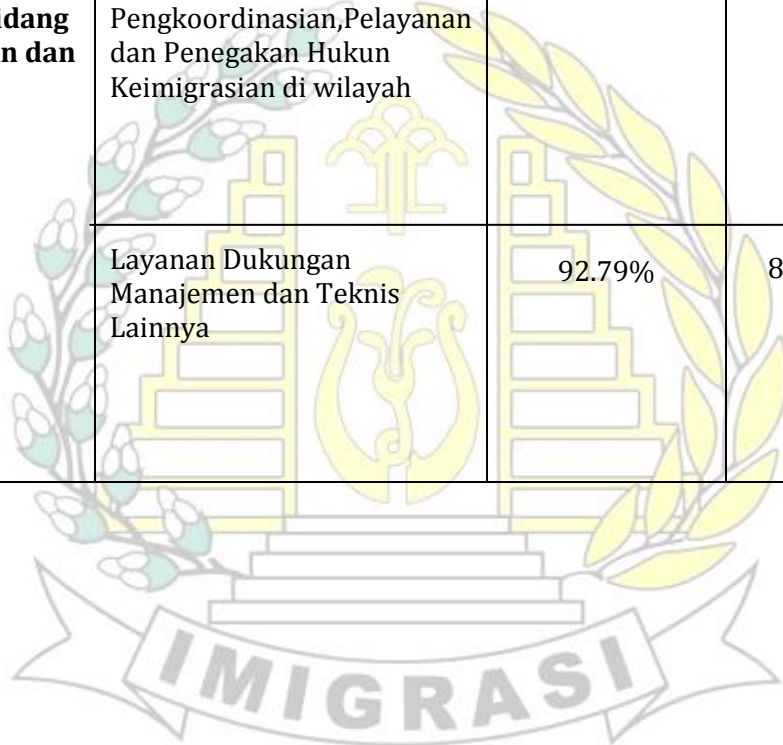 idang
n dan
Pengkoordinasian,Pelayanan
dan Penegakan Hukun
Keimigrasian di wilayah
Layanan Dukungan
Manajemen dan Teknis
Lainnya
92.79%
8
IMIGRASI